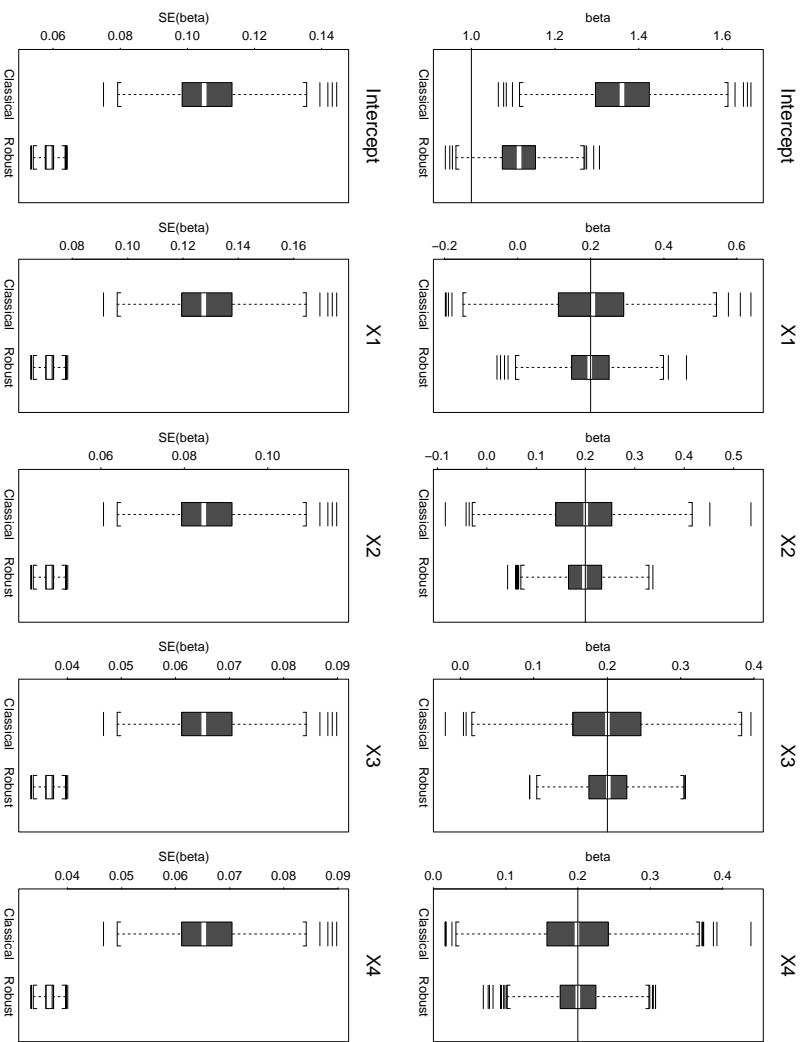 Intercept
beta
1.0 1.2 1.4 1.6
Classical Robust
X1
beta
−0.2 0.0 0.2 0.4 0.6
Classical Robust
X2
beta
−0.1 0.0 0.1 0.2 0.3 0.4 0.5
Classical Robust
X3
beta
0.0 0.1 0.2 0.3 0.4
Classical Robust
X4
beta
0.0 0.1 0.2 0.3 0.4
Classical Robust
Intercept
SE(beta)
0.06 0.08 0.10 0.12 0.14
Classical Robust
X1
SE(beta)
0.08 0.10 0.12 0.14 0.16
Classical Robust
X2
SE(beta)
0.06 0.08 0.10
Classical Robust
X3
SE(beta)
0.04 0.05 0.06 0.07 0.08 0.09
Classical Robust
X4
SE(beta)
0.04 0.05 0.06 0.07 0.08 0.09
Classical Robust